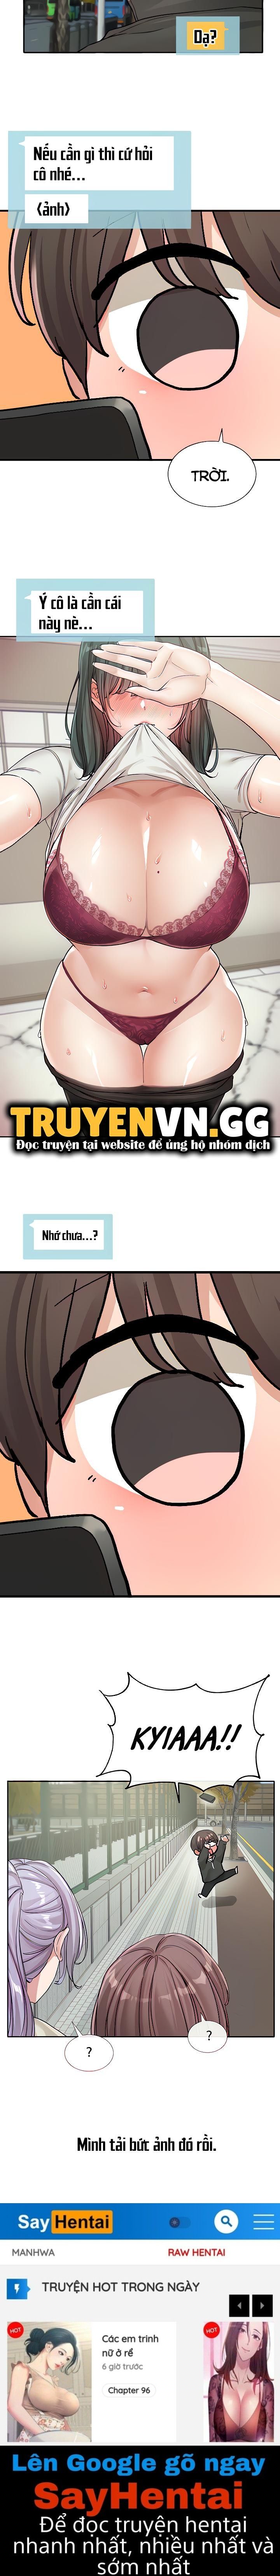 Dạ?
Nếu cần gì thì cứ hỏi
cô nhé...
<ảnh>
TRỜI.
Ý cô là cần cái
này nè...
TRUYENVN.GG
Đọc truyện tại website để ủng hộ nhóm dịch
Nhớ chưa...?
KYIAAA!!
?
?
Mình tải bức ảnh đó rồi.
Say Hentai
MANHWA RAW HENTAI
TRUYỆN HOT TRONG NGÀY
HOT
HOT
Các em trinh
nữ ở rể
6 giờ trước
Chapter 96
Lên Google gõ ngay
SayHentai
Để đọc truyện hentai
nhanh nhất, nhiều nhất và
sớm nhất